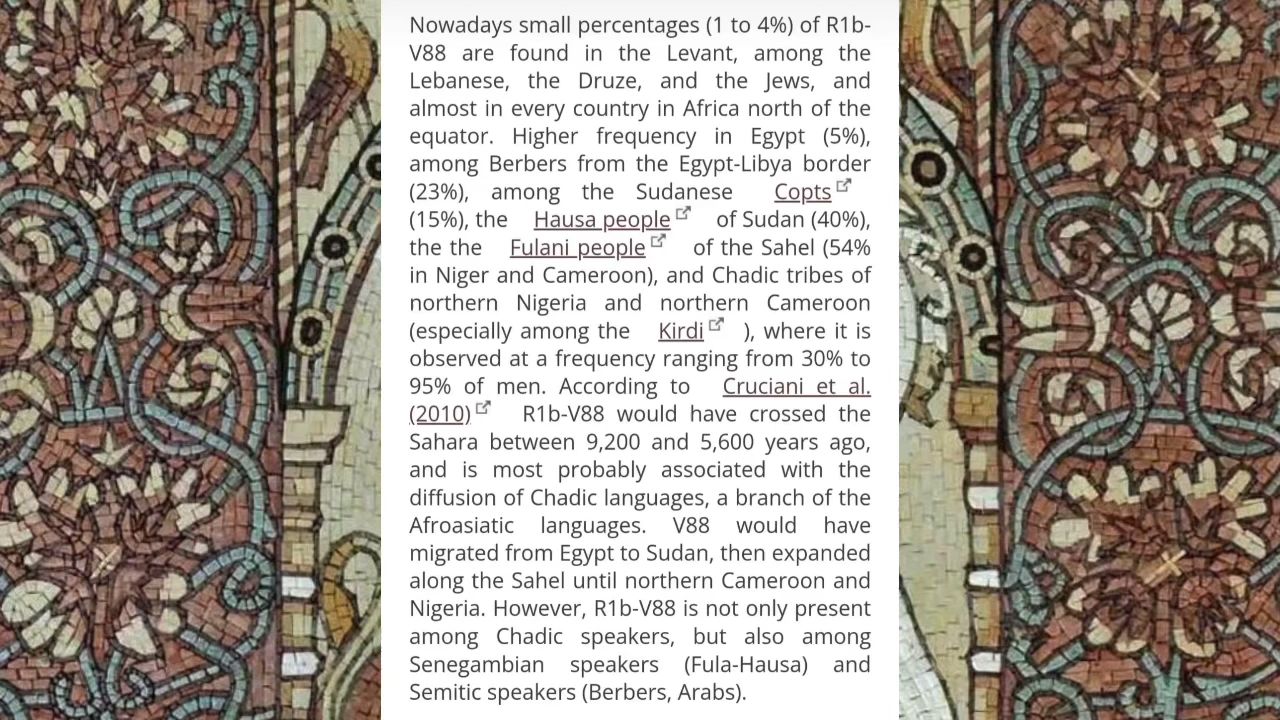 Nowadays small percentages (1 to 4%) of R1b-
V88 are found in the Levant, among the
Lebanese, the Druze, and the Jews, and
almost in every country in Africa north of the
equator. Higher frequency in Egypt (5%),
among Berbers from the Egypt-Libya border
(23%), among the Sudanese Copts
(15%), the Hausa people of Sudan (40%),
the the Fulani people of the Sahel (54%
in Niger and Cameroon), and Chadic tribes of
northern Nigeria and northern Cameroon
(especially among the Kirdi ), where it is
observed at a frequency ranging from 30% to
95% of men. According to Cruciani et al.
(2010) R1b-V88 would have crossed the
Sahara between 9,200 and 5,600 years ago,
and is most probably associated with the
diffusion of Chadic languages, a branch of the
Afroasiatic languages. V88 would have
migrated from Egypt to Sudan, then expanded
along the Sahel until northern Cameroon and
Nigeria. However, R1b-V88 is not only present
among Chadic speakers, but also among
Senegambian speakers (Fula-Hausa) and
Semitic speakers (Berbers, Arabs).